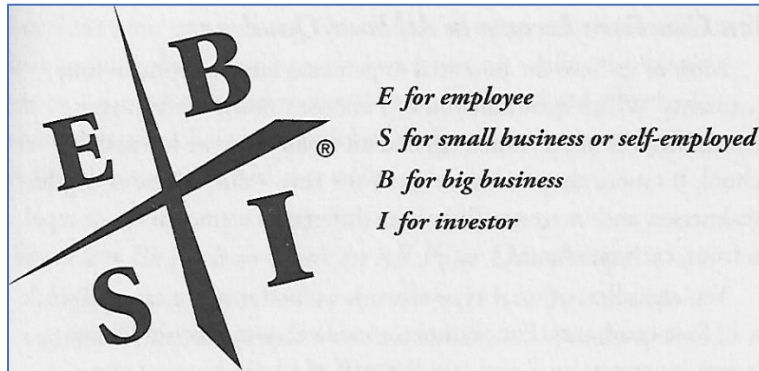 B
E
®
I
S
E for employee
S for small business or self-employed
B for big business
I for investor